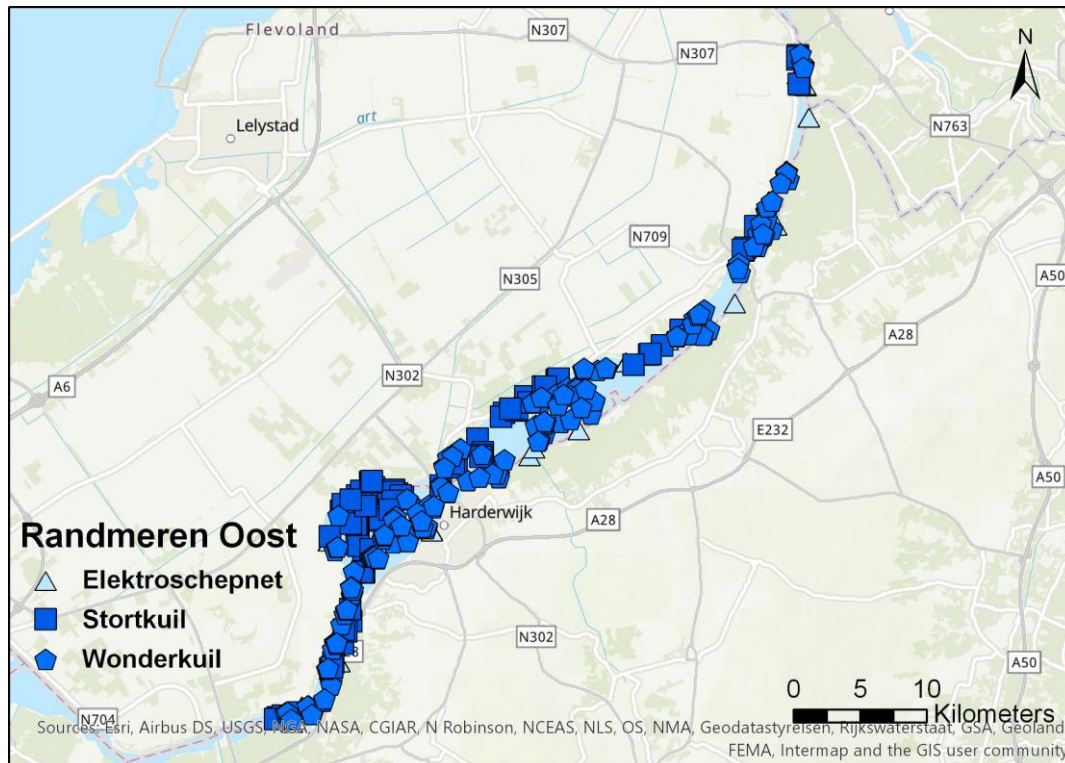 Flevoland
N307
N307
N
Lelystad
art
N763
N709
A50
N305
A28
N302
A6
E232
A50
Harderwijk
A28
Randmeren Oost
Elektroschepnet
Stortkuil
Wonderkuil
N302
A50
N704
0 5 10
Kilometers
Sources: Esri, Airbus DS, USGS, NGA, NASA, CGIAR, N Robinson, NCEAS, NLS, OS, NMA, Geodatastyrelsen, Rijkswaterstaat, GSA, Geoland,
FEMA, Intermap and the GIS user community